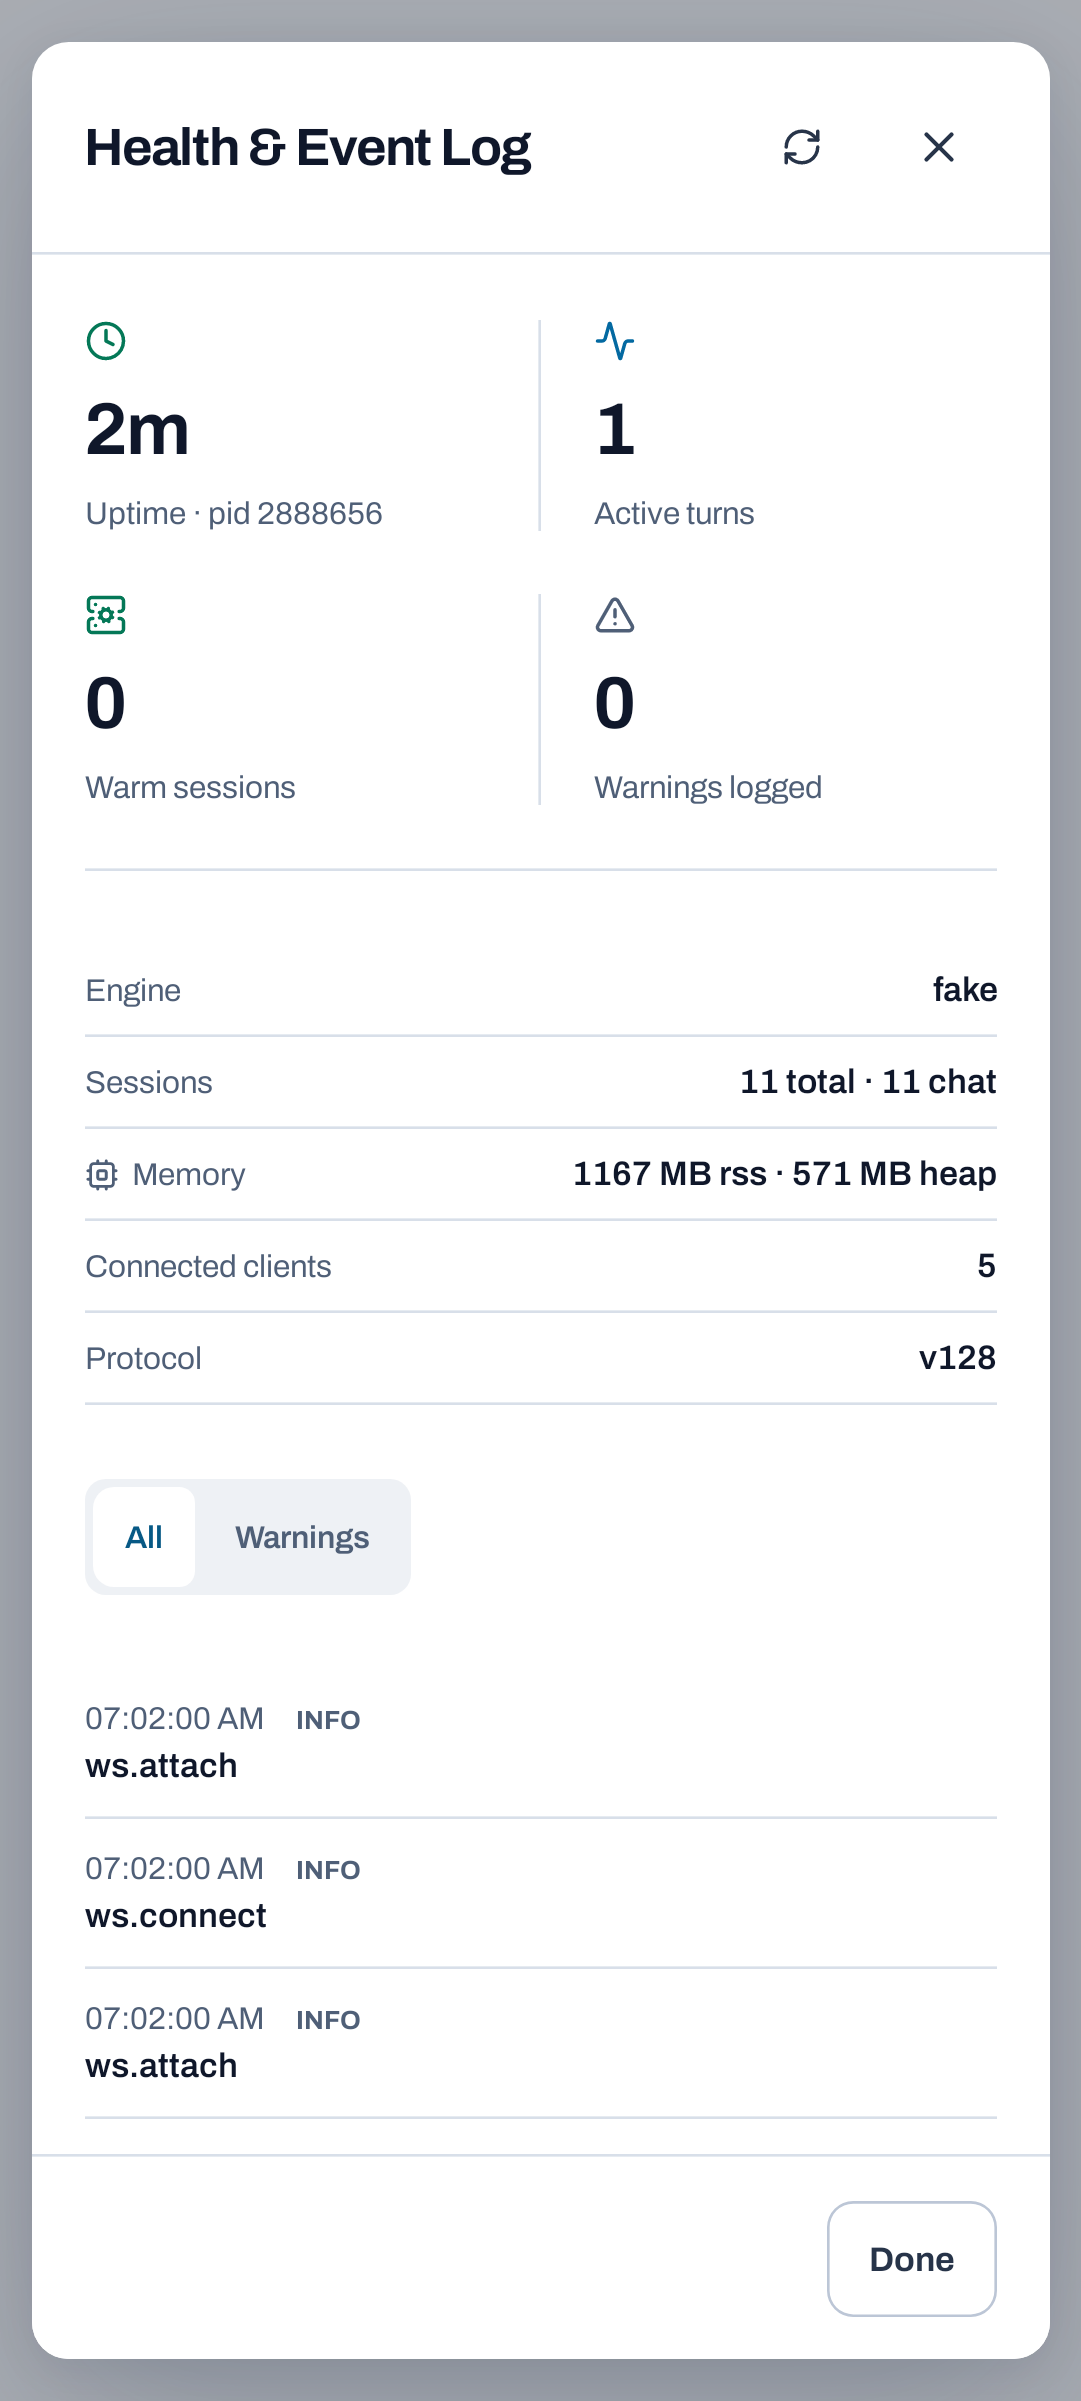 Health & Event Log
2m
Uptime · pid 2888656
1
Active turns
0
Warm sessions
0
Warnings logged
Engine fake
Sessions 11 total · 11 chat
Memory 1167 MB rss · 571 MB heap
Connected clients 5
Protocol v128
All Warnings
07:02:00 AM INFO
ws.attach
07:02:00 AM INFO
ws.connect
07:02:00 AM INFO
ws.attach
Done